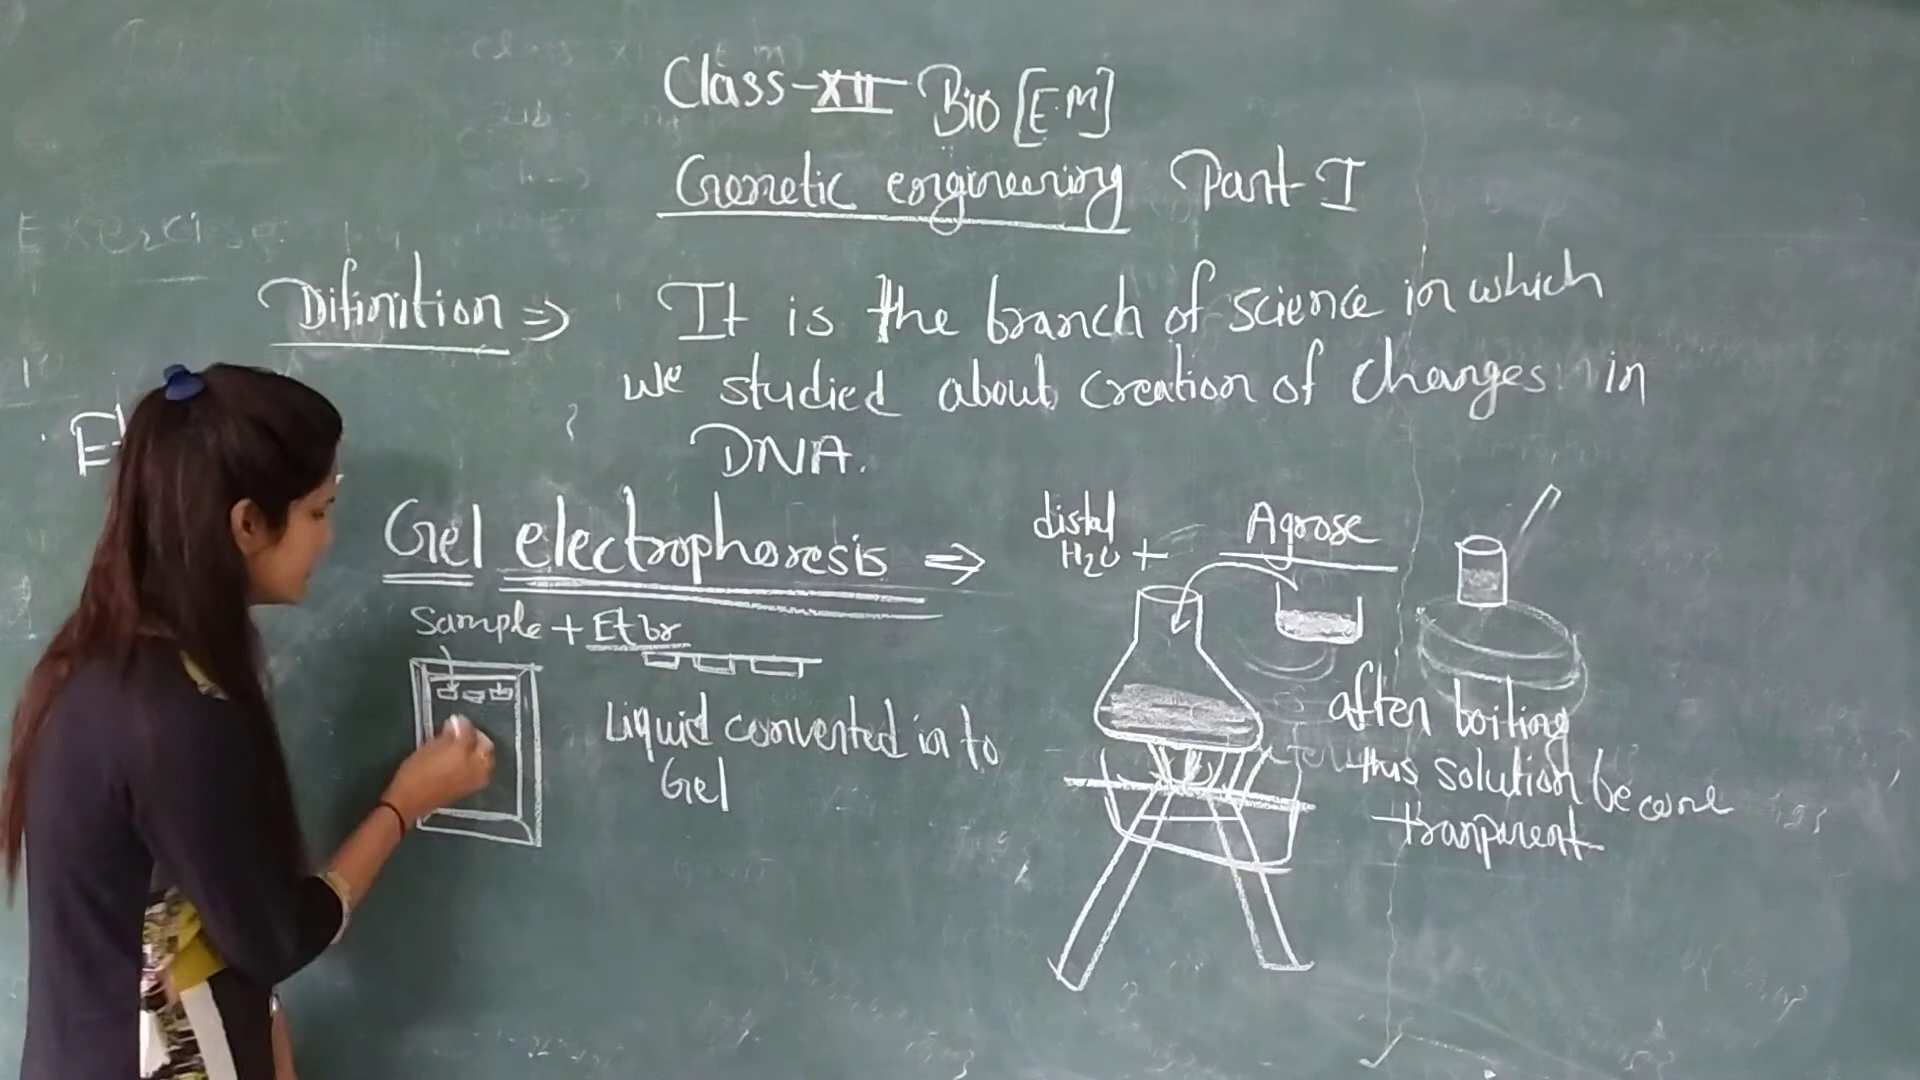 Class-XII Bio [E.M]
Genetic engineering Part-I
Difinition ⇒ It is the branch of science in which
we studied about creation of changes in
DNA.
Gel electrophoresis ⇒
distal
H2O +
Agrose
Sample + Etbr
Liquid converted in to
Gel
after boiling
this solution become
tranparent